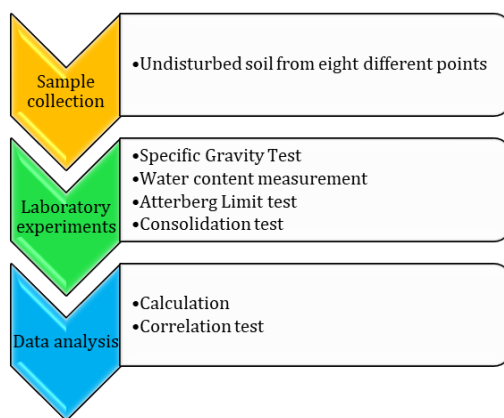 Sample
collection
•Undisturbed soil from eight different points
Laboratory
experiments
•Specific Gravity Test
•Water content measurement
•Atterberg Limit test
•Consolidation test
Data analysis
•Calculation
•Correlation test